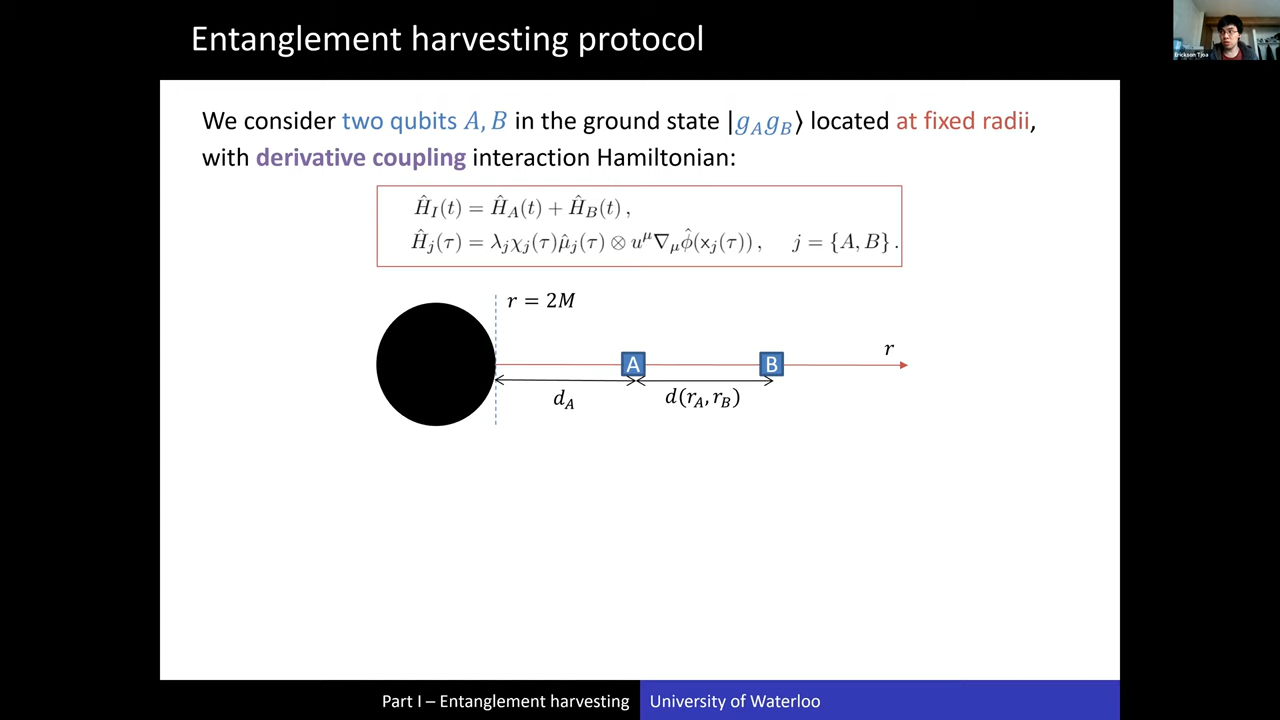 Entanglement harvesting protocol
Erickson Tjoa
We consider two qubits A, B in the ground state |g_A g_B⟩ located at fixed radii,
with derivative coupling interaction Hamiltonian:
Ĥ_I(t) = Ĥ_A(t) + Ĥ_B(t) ,
Ĥ_j(τ) = λ_j χ_j(τ) μ̂_j(τ) ⊗ u^μ ∇_μ ϕ̂(x_j(τ)) , j = {A, B} .
r = 2M
A
B
r
d_A
d(r_A, r_B)
Part I – Entanglement harvesting
University of Waterloo